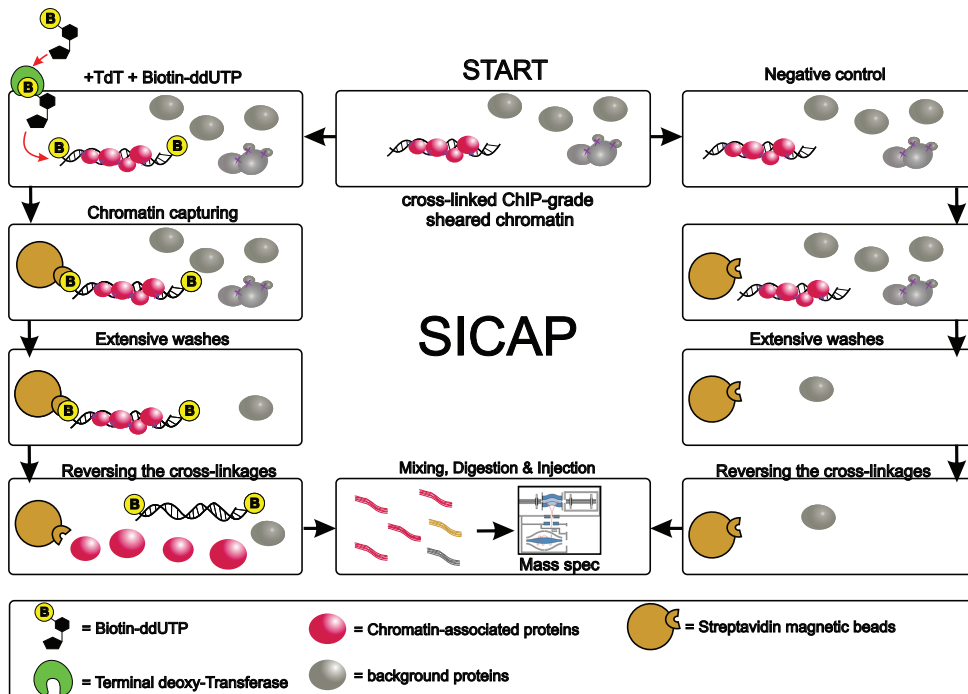 B
B
B
B
+TdT + Biotin-ddUTP
START
Negative control
cross-linked ChIP-grade
sheared chromatin
Chromatin capturing
B
B
SICAP
Extensive washes
Extensive washes
B
B
Reversing the cross-linkages
Mixing, Digestion & Injection
Reversing the cross-linkages
B
B
Mass spec
B
= Biotin-ddUTP
= Chromatin-associated proteins
= Streptavidin magnetic beads
= Terminal deoxy-Transferase
= background proteins